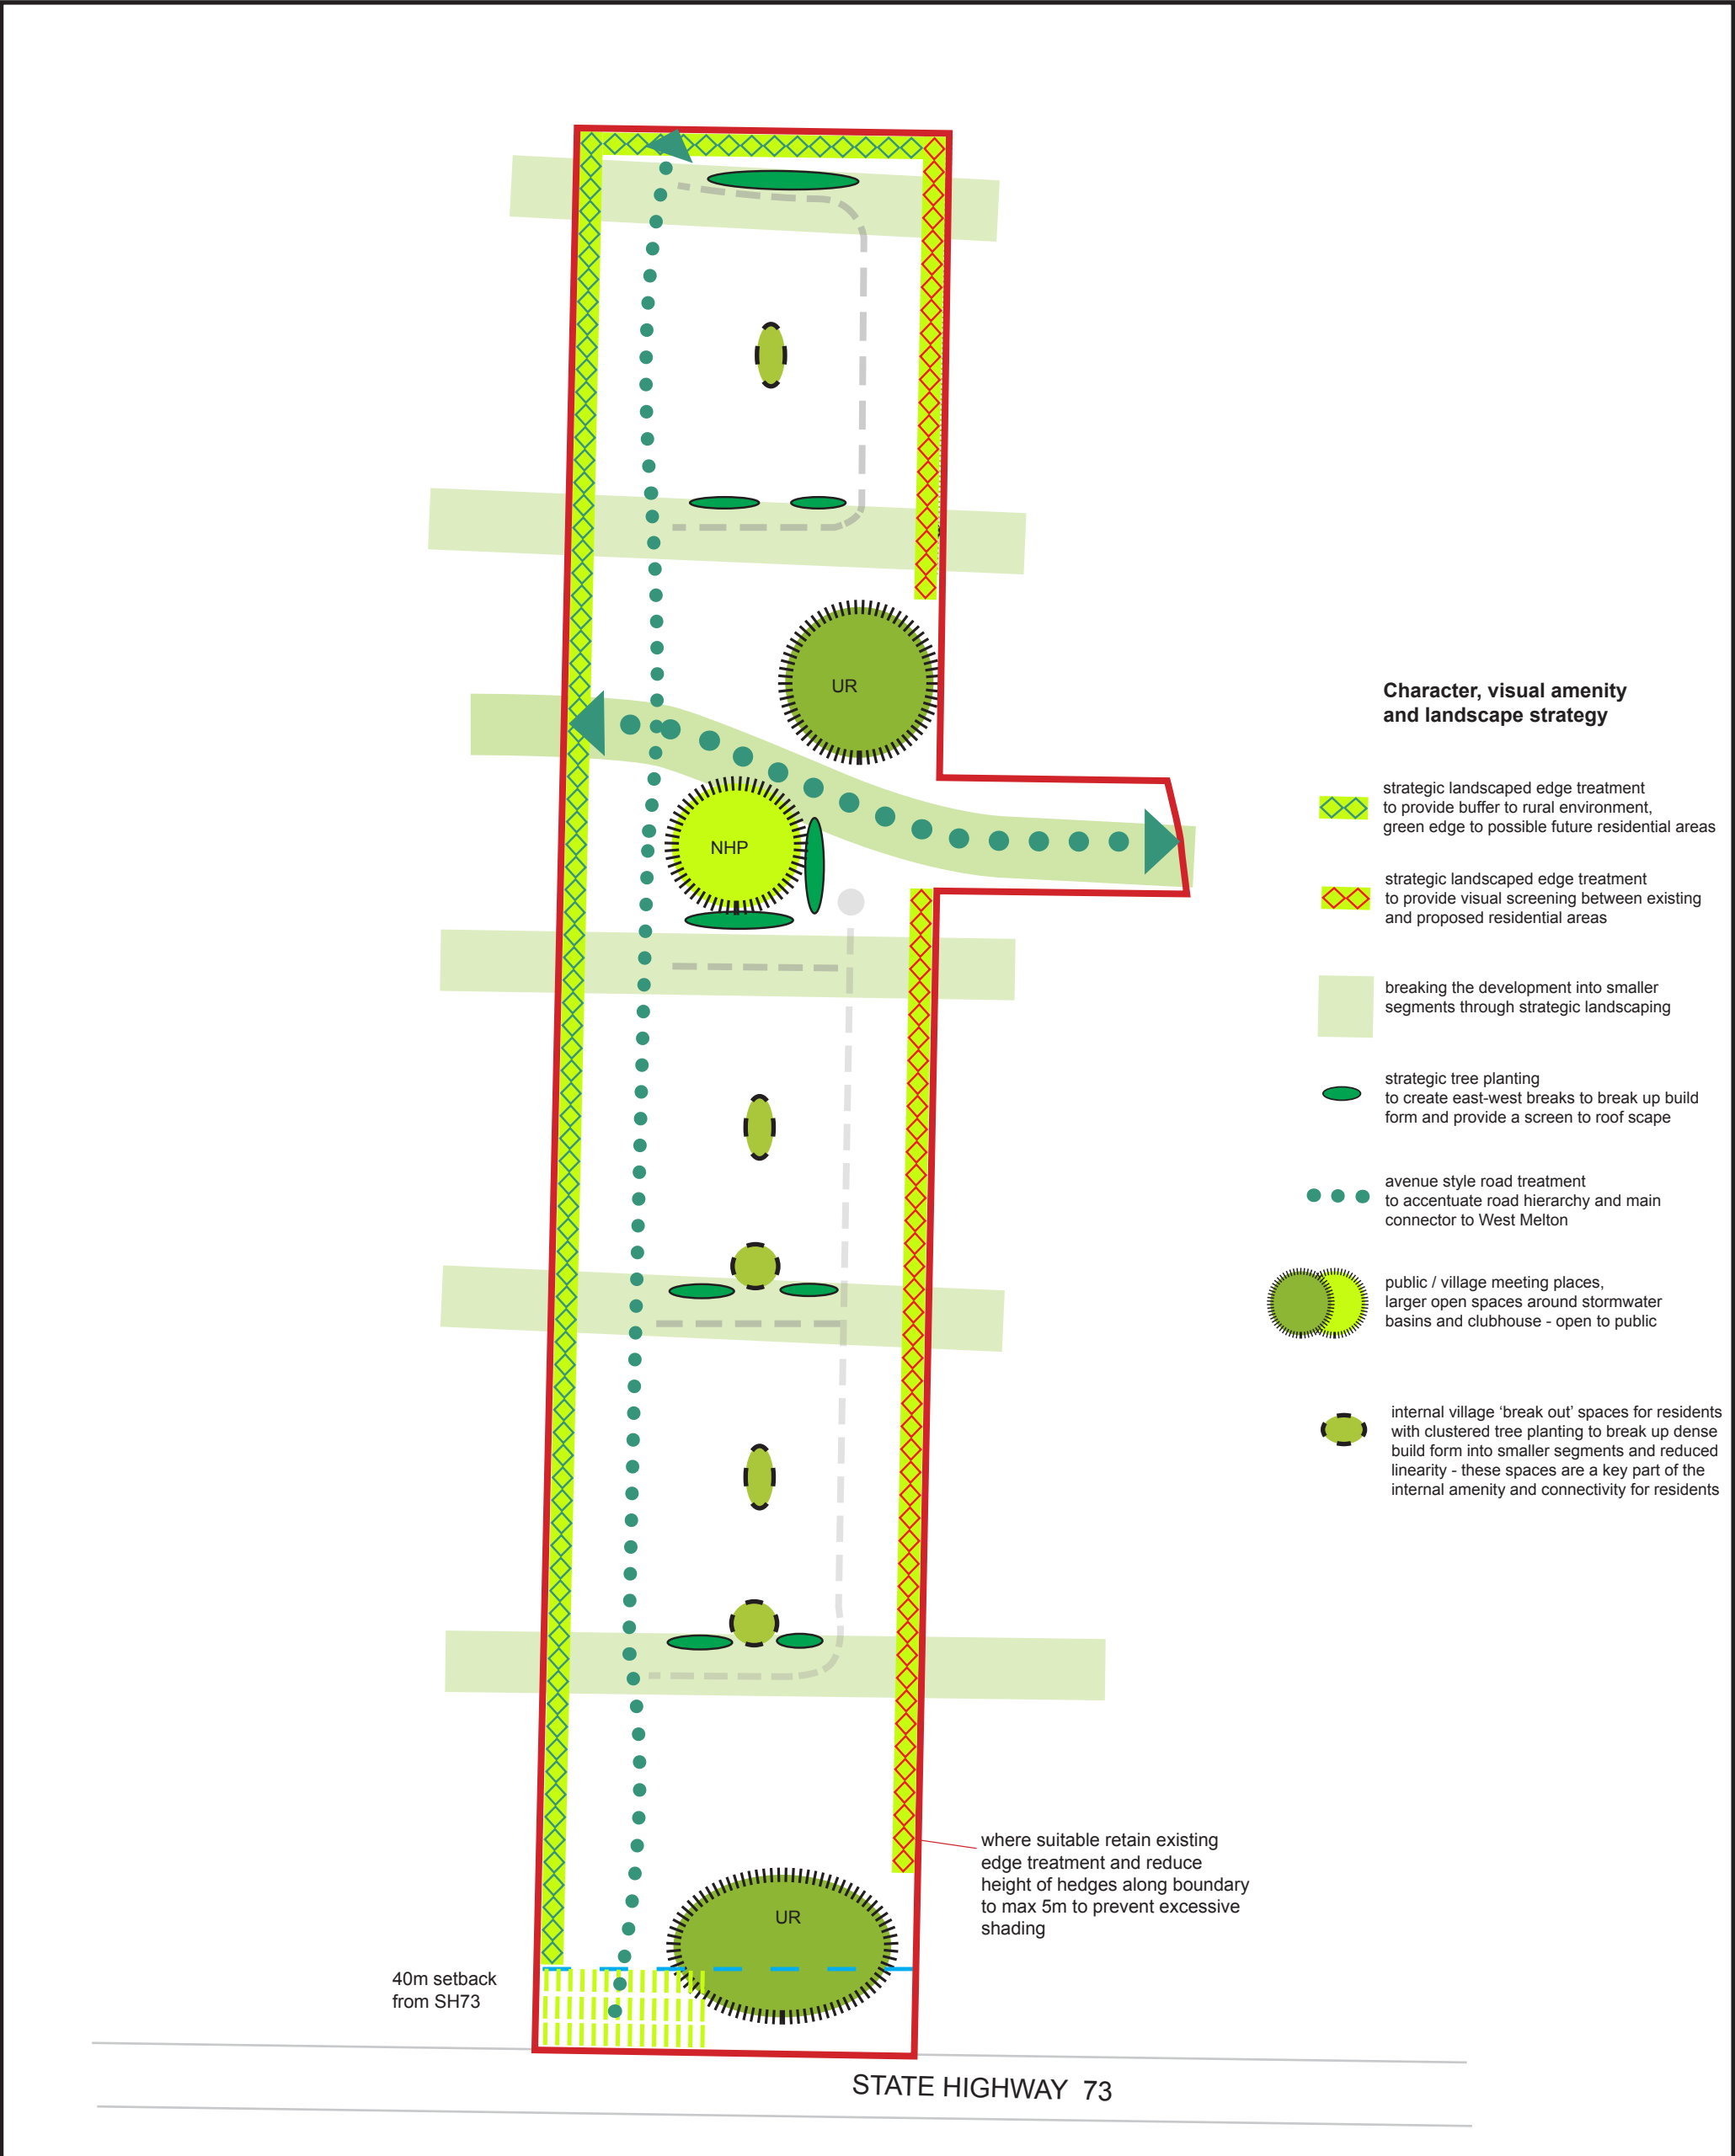 UR
NHP
Character, visual amenity
and landscape strategy
strategic landscaped edge treatment
to provide buffer to rural environment,
green edge to possible future residential areas
strategic landscaped edge treatment
to provide visual screening between existing
and proposed residential areas
breaking the development into smaller
segments through strategic landscaping
strategic tree planting
to create east-west breaks to break up build
form and provide a screen to roof scape
avenue style road treatment
to accentuate road hierarchy and main
connector to West Melton
public / village meeting places,
larger open spaces around stormwater
basins and clubhouse - open to public
internal village ‘break out’ spaces for residents
with clustered tree planting to break up dense
build form into smaller segments and reduced
linearity - these spaces are a key part of the
internal amenity and connectivity for residents
where suitable retain existing
edge treatment and reduce
height of hedges along boundary
to max 5m to prevent excessive
shading
UR
40m setback
from SH73
STATE HIGHWAY 73